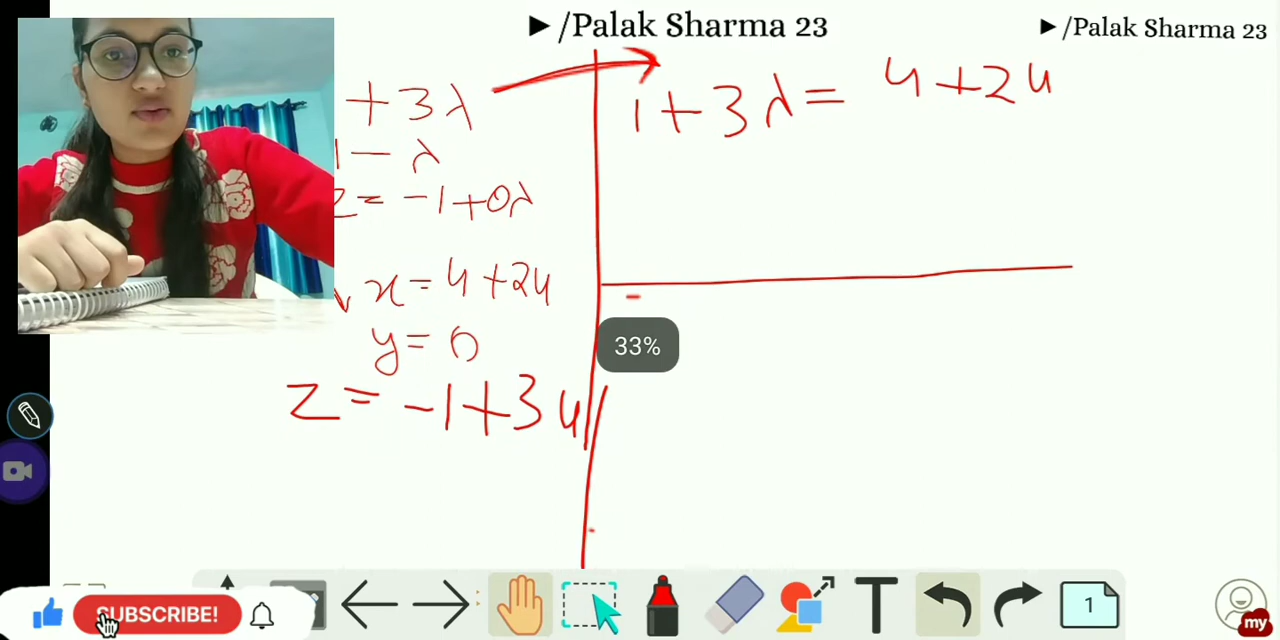 ►/Palak Sharma 23
►/Palak Sharma 23
+3λ
1-λ
z= -1+0λ
x=4+2u
y=0
z=-1+3u
1+3λ= 4+2u
33%
T
1
SUBSCRIBE!
my